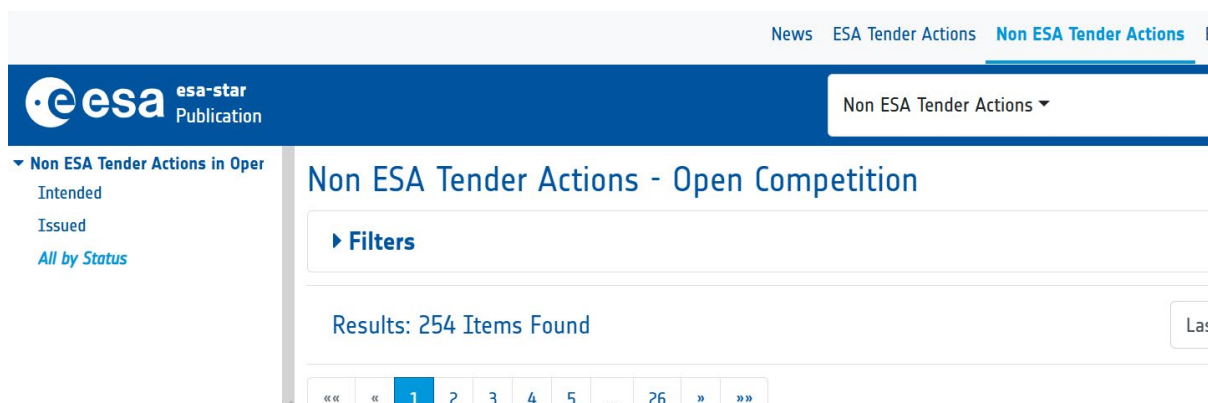 News ESA Tender Actions Non ESA Tender Actions
esa esa-star
Publication
Non ESA Tender Actions
Non ESA Tender Actions in Oper
Intended
Issued
All by Status
Non ESA Tender Actions - Open Competition
Filters
Results: 254 Items Found
Las
«« « 1 2 3 4 5 ... 26 » »»